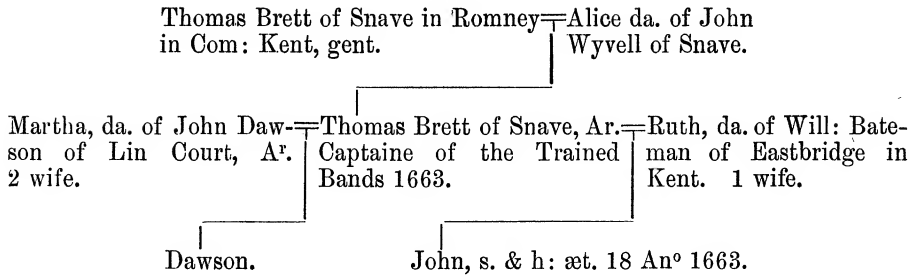 Thomas Brett of Snave in Romney=Alice da. of John
in Com: Kent, gent. Wyvell of Snave.
Martha, da. of John Daw-=Thomas Brett of Snave, Ar.=Ruth, da. of Will: Bate-
son of Lin Court, Aʳ. Captaine of the Trained man of Eastbridge in
2 wife. Bands 1663. Kent. 1 wife.
Dawson. John, s. & h: æt. 18 Anº 1663.